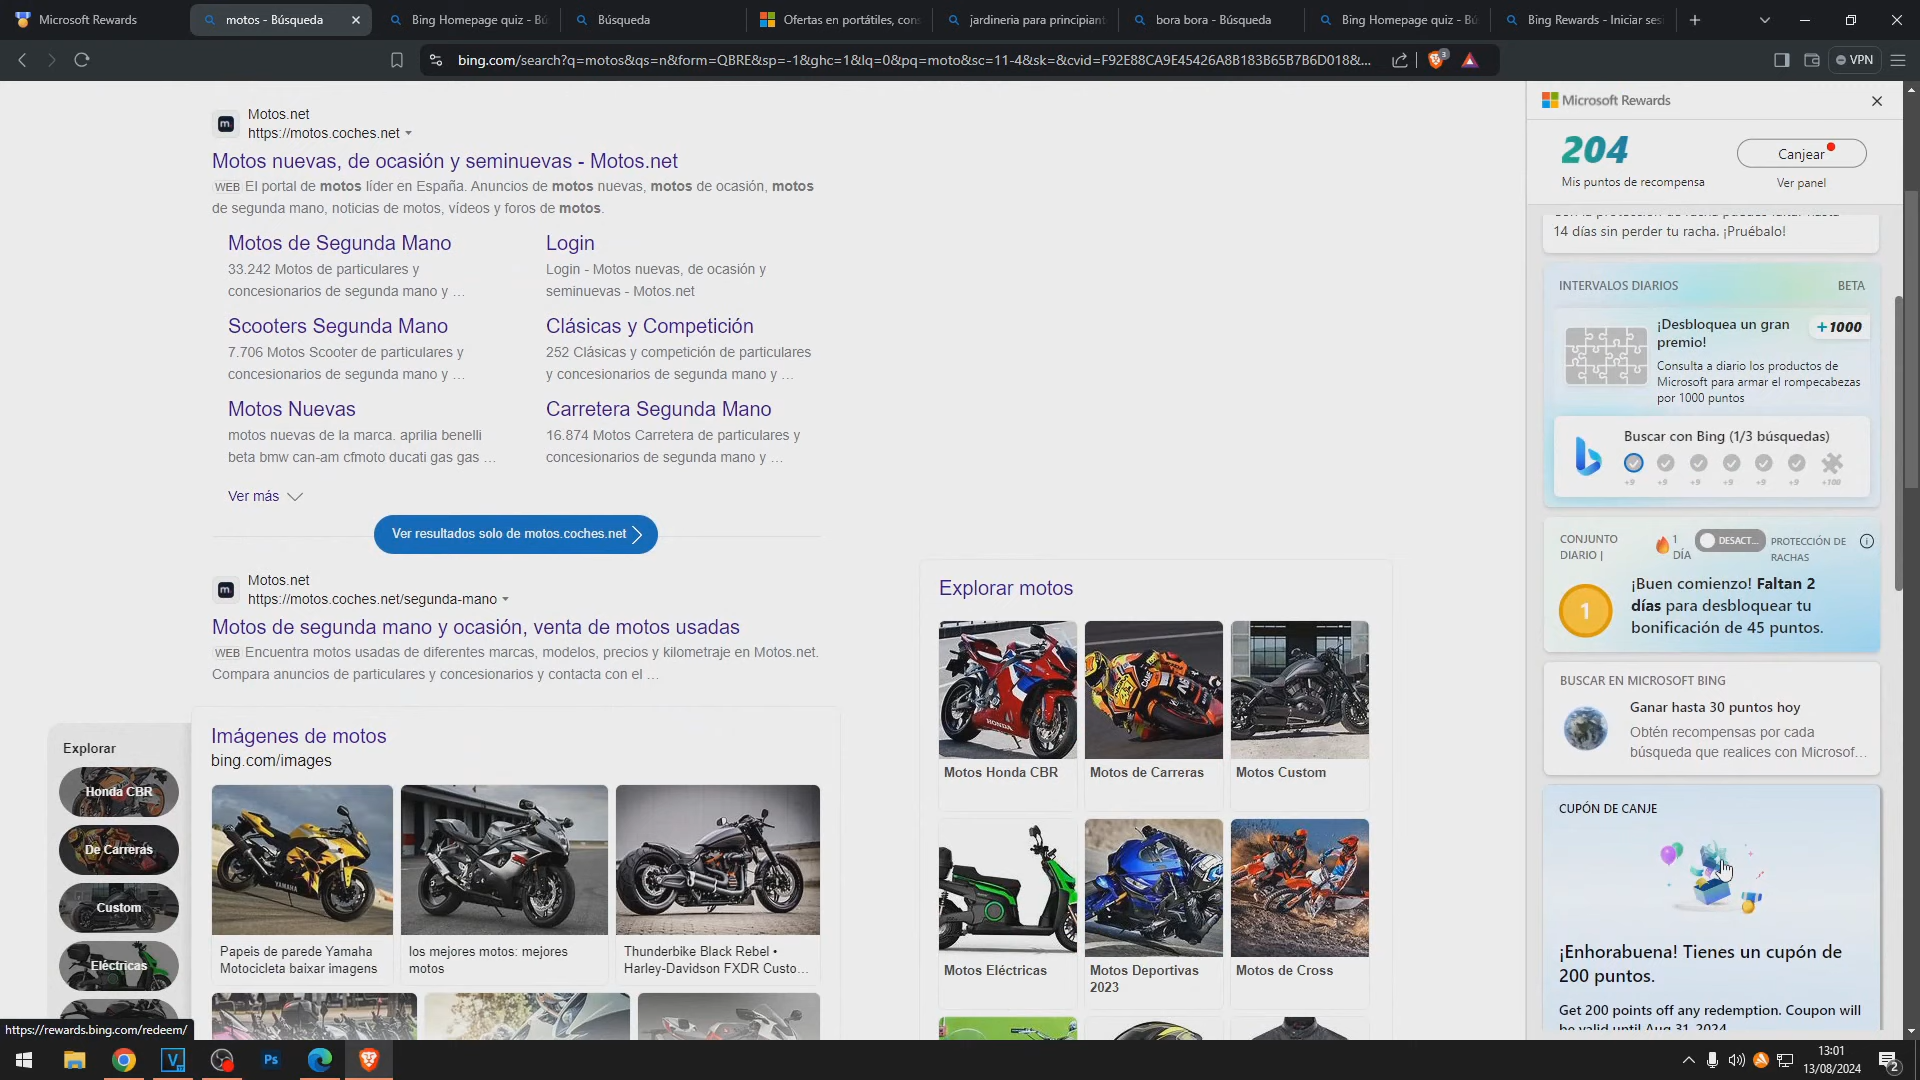 Microsoft Rewards
motos - Búsqueda
Bing Homepage quiz - Bú
Búsqueda
Ofertas en portátiles, con
jardineria para principiant
bora bora - Búsqueda
Bing Homepage quiz - Bú
Bing Rewards - Iniciar ses
bing.com/search?q=motos&qs=n&form=QBRE&sp=-1&ghc=1&lq=0&pq=moto&sc=11-4&sk=&cvid=F92E88CA9E45426A8B183B65B7B6D018&...
3
VPN
Motos.net
https://motos.coches.net
Motos nuevas, de ocasión y seminuevas - Motos.net
WEB El portal de motos líder en España. Anuncios de motos nuevas, motos de ocasión, motos
de segunda mano, noticias de motos, vídeos y foros de motos.
Motos de Segunda Mano
33.242 Motos de particulares y
concesionarios de segunda mano y ...
Login
Login - Motos nuevas, de ocasión y
seminuevas - Motos.net
Scooters Segunda Mano
7.706 Motos Scooter de particulares y
concesionarios de segunda mano y ...
Clásicas y Competición
252 Clásicas y competición de particulares
y concesionarios de segunda mano y ...
Motos Nuevas
motos nuevas de la marca. aprilia benelli
beta bmw can-am cfmoto ducati gas gas ...
Carretera Segunda Mano
16.874 Motos Carretera de particulares y
concesionarios de segunda mano y ...
Ver más
Ver resultados solo de motos.coches.net
Motos.net
https://motos.coches.net/segunda-mano
Motos de segunda mano y ocasión, venta de motos usadas
WEB Encuentra motos usadas de diferentes marcas, modelos, precios y kilometraje en Motos.net.
Compara anuncios de particulares y concesionarios y contacta con el ...
Explorar
Honda CBR
De Carreras
Custom
Eléctricas
Imágenes de motos
bing.com/images
Papeis de parede Yamaha
Motocicleta baixar imagens
los mejores motos: mejores
motos
Thunderbike Black Rebel •
Harley-Davidson FXDR Custo...
Explorar motos
Motos Honda CBR
Motos de Carreras
Motos Custom
Motos Eléctricas
Motos Deportivas
2023
Motos de Cross
Microsoft Rewards
204
Mis puntos de recompensa
Canjear
Ver panel
14 días sin perder tu racha. ¡Pruébalo!
INTERVALOS DIARIOS
BETA
¡Desbloquea un gran
premio!
+1000
Consulta a diario los productos de
Microsoft para armar el rompecabezas
por 1000 puntos
Buscar con Bing (1/3 búsquedas)
+9 +9 +9 +9 +9 +9 +100
CONJUNTO
DIARIO |
1
DÍA
DESACT...
PROTECCIÓN DE
RACHAS
1
¡Buen comienzo! Faltan 2
días para desbloquear tu
bonificación de 45 puntos.
BUSCAR EN MICROSOFT BING
Ganar hasta 30 puntos hoy
Obtén recompensas por cada
búsqueda que realices con Microsof...
CUPÓN DE CANJE
¡Enhorabuena! Tienes un cupón de
200 puntos.
Get 200 points off any redemption. Coupon will
be valid until Aug 31, 2024
https://rewards.bing.com/redeem/
Ps
13:01
13/08/2024
2